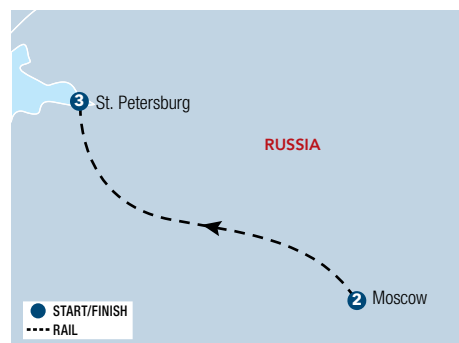 3 St. Petersburg
RUSSIA
2 Moscow
START/FINISH
RAIL